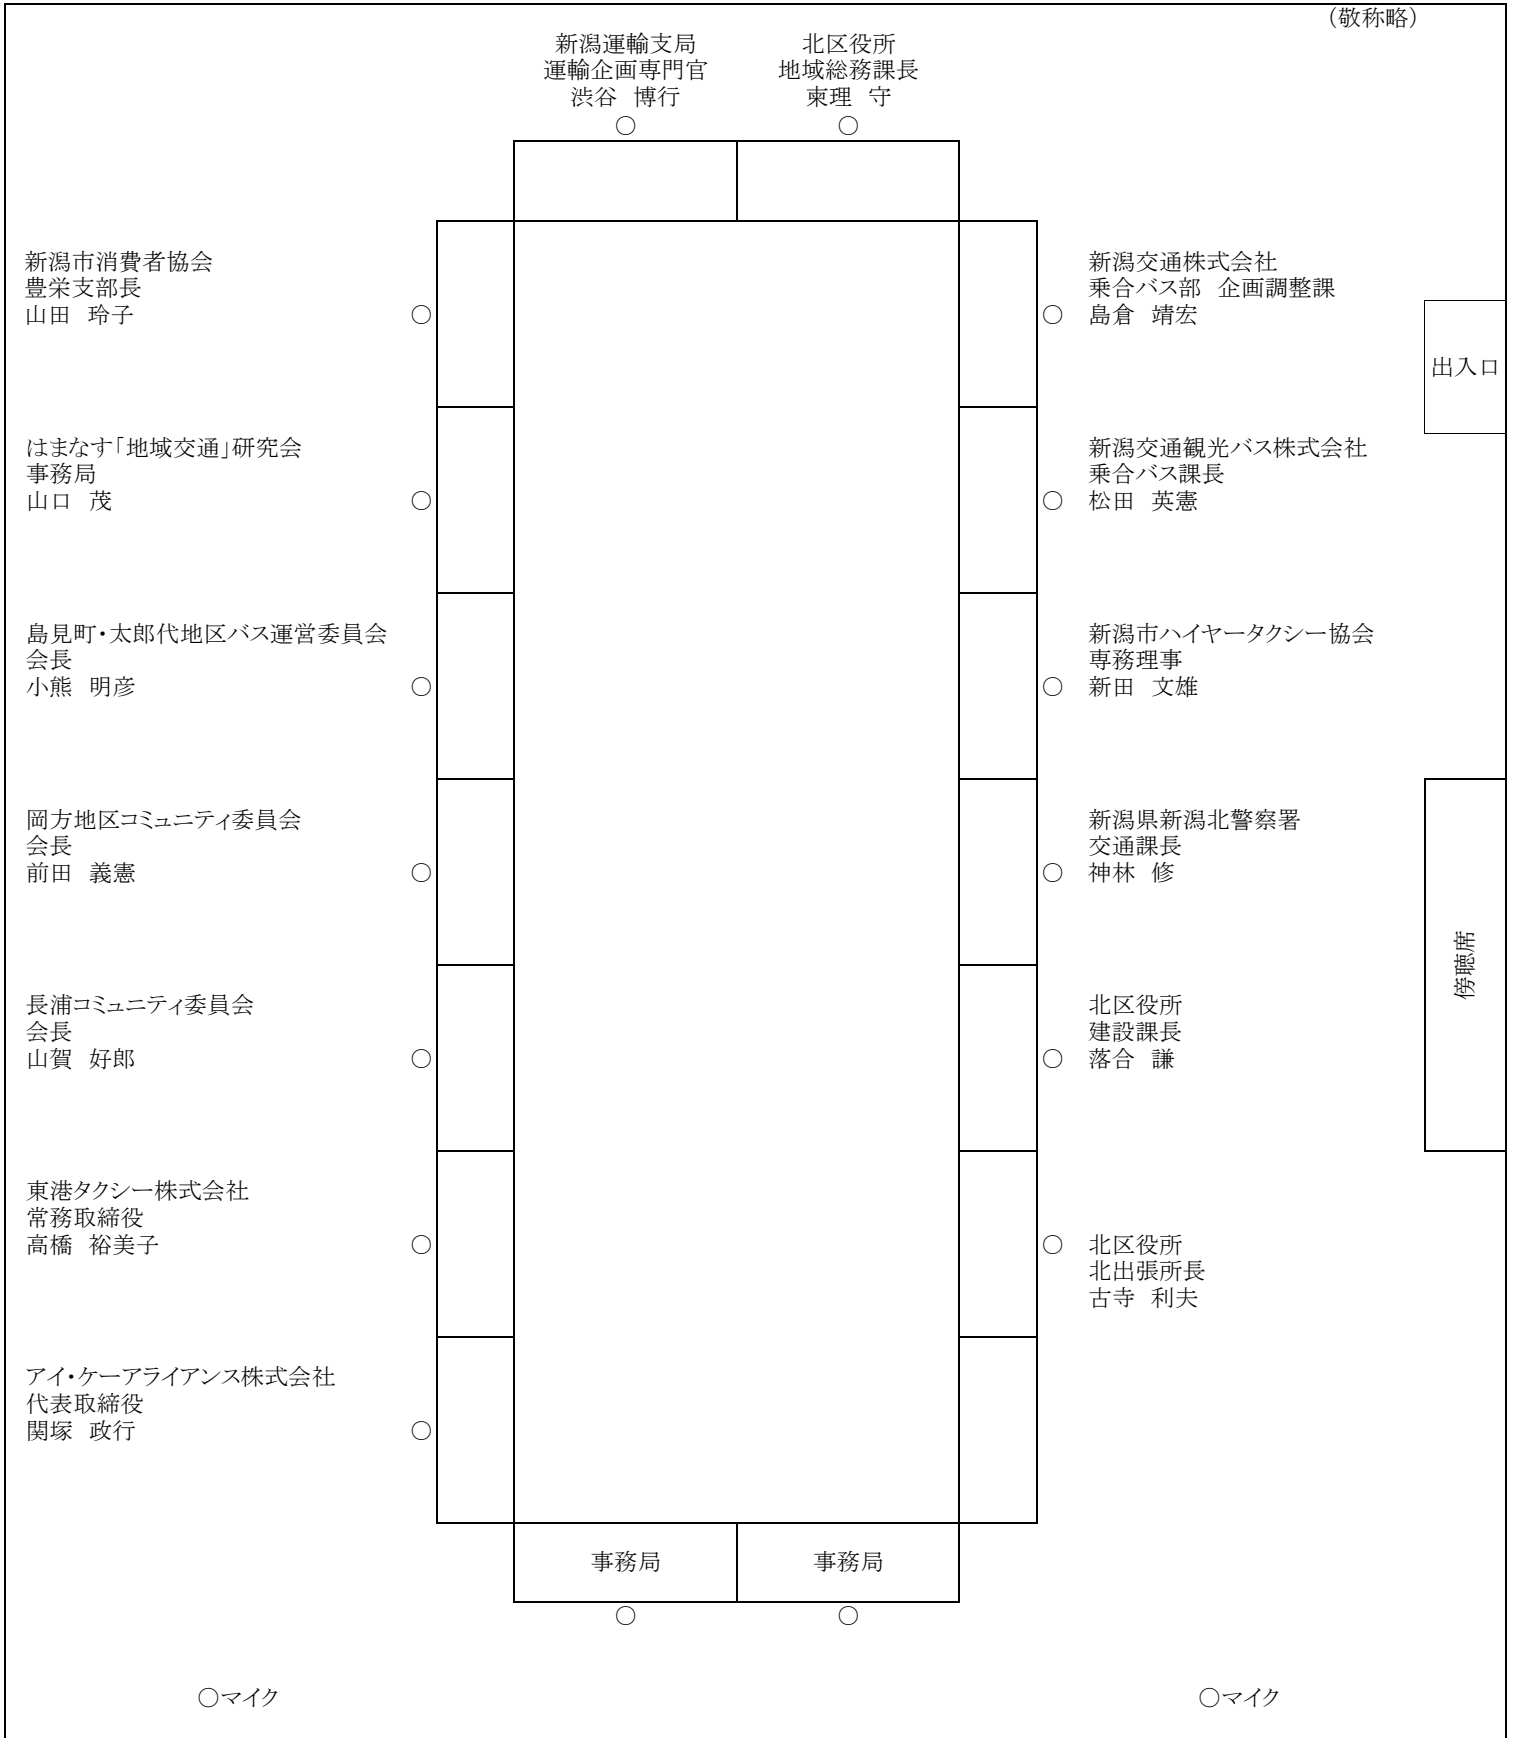 （敬称略）
新潟運輸支局
運輸企画専門官
渋谷　博行
○
北区役所
地域総務課長
東理　守
○
新潟市消費者協会
豊栄支部長
山田　玲子　○
はまなす「地域交通」研究会
事務局
山口　茂　○
島見町・太郎代地区バス運営委員会
会長
小熊　明彦　○
岡方地区コミュニティ委員会
会長
前田　義憲　○
長浦コミュニティ委員会
会長
山賀　好郎　○
東港タクシー株式会社
常務取締役
高橋　裕美子　○
アイ・ケーアライアンス株式会社
代表取締役
関塚　政行　○
新潟交通株式会社
乗合バス部　企画調整課
○　島倉　靖宏
新潟交通観光バス株式会社
乗合バス課長
○　松田　英憲
新潟市ハイヤータクシー協会
専務理事
○　新田　文雄
新潟県新潟北警察署
交通課長
○　神林　修
北区役所
建設課長
○　落合　謙
○　北区役所
北出張所長
古寺　利夫
出入口
傍聴席
事務局　事務局
○　○
○マイク　○マイク